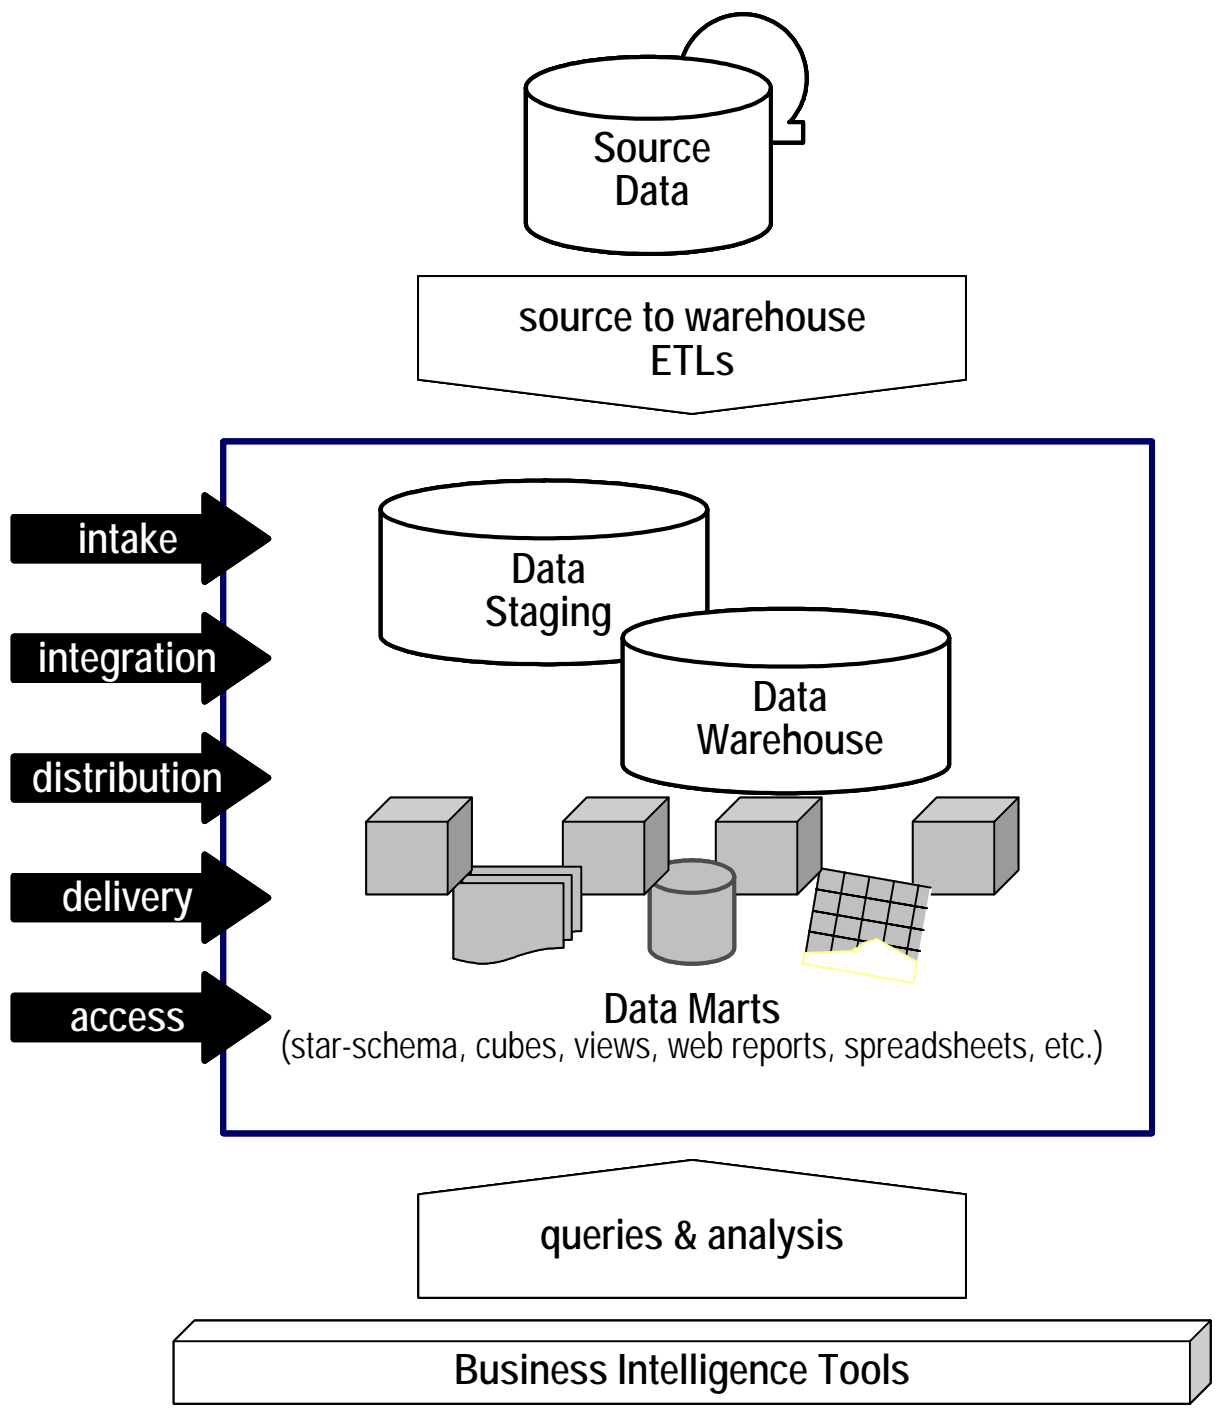 Source
Data
source to warehouse
ETLs
intake
Data
Staging
integration
Data
Warehouse
distribution
delivery
access
Data Marts
(star-schema, cubes, views, web reports, spreadsheets, etc.)
queries & analysis
Business Intelligence Tools